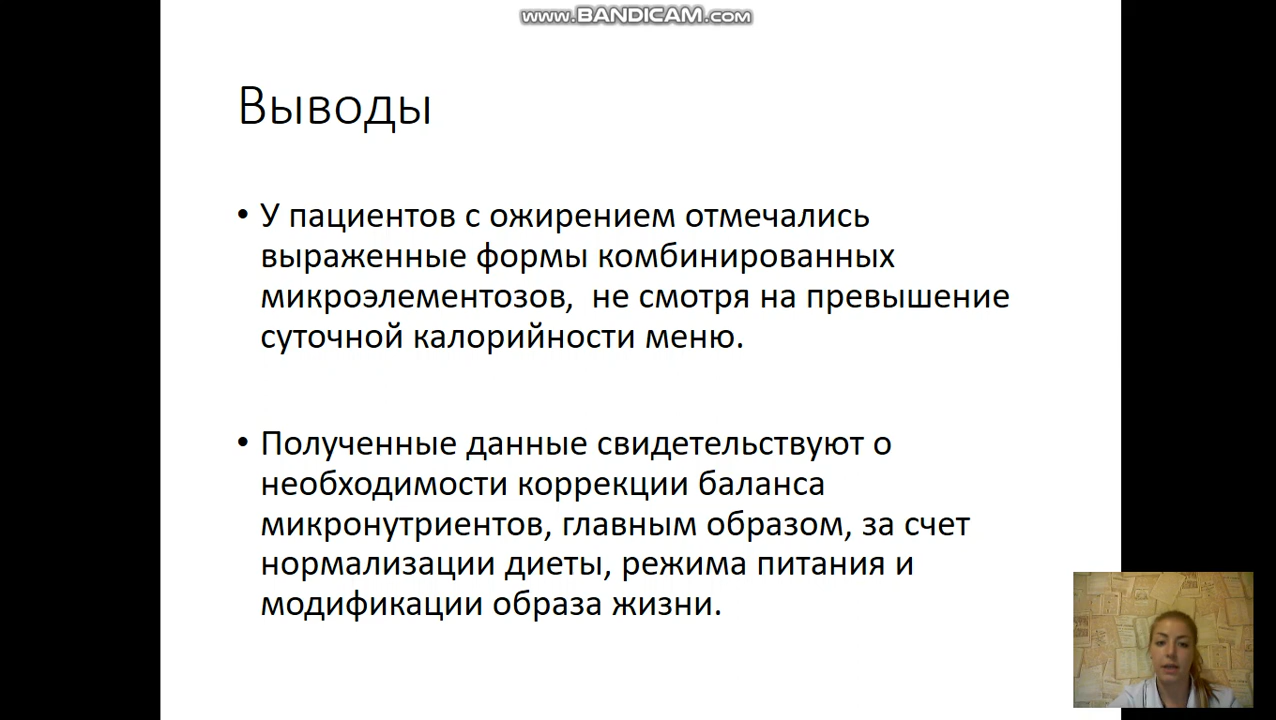 www.BANDICAM.com
Выводы
• У пациентов с ожирением отмечались
выраженные формы комбинированных
микроэлементозов,  не смотря на превышение
суточной калорийности меню.
• Полученные данные свидетельствуют о
необходимости коррекции баланса
микронутриентов, главным образом, за счет
нормализации диеты, режима питания и
модификации образа жизни.